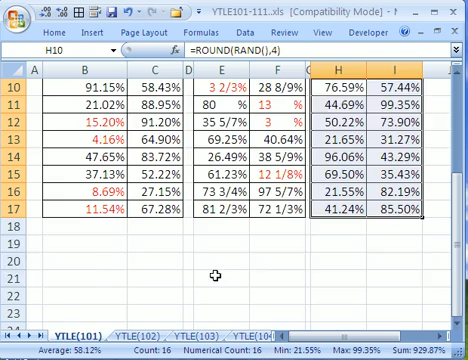 YTLE101-111...xls [Compatibility Mode]
Home Insert Page Layout Formulas Data Review View Developer
H10 fx =ROUND(RAND(),4)
A B C D E F G H I
10 91.15% 58.43% 3 2/3% 28 8/9% 76.59% 57.44%
11 21.02% 88.95% 80 % 13 % 44.69% 99.35%
12 15.20% 91.20% 35 5/7% 3 % 50.22% 73.90%
13 4.16% 64.90% 69.25% 40.64% 21.65% 31.27%
14 47.65% 83.72% 26.49% 38 5/9% 96.06% 43.29%
15 37.13% 52.22% 61.23% 12 1/8% 69.50% 35.43%
16 8.69% 27.15% 73 3/4% 97 5/7% 21.55% 82.19%
17 11.54% 67.28% 81 2/3% 72 1/3% 41.24% 85.50%
18
19
20
21
22
23
YTLE(101) YTLE(102) YTLE(103) YTLE(104
Average: 58.12% Count: 16 Numerical Count: 16 Min: 21.55% Max: 99.35% Sum: 929.87%